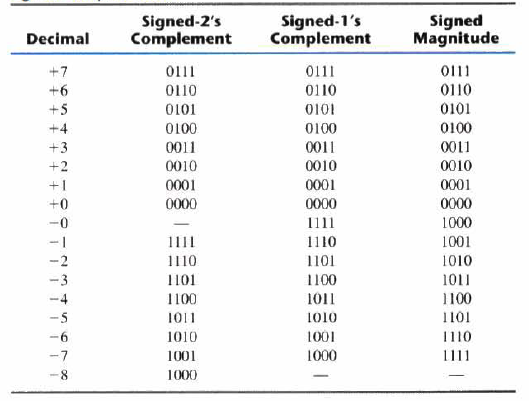 Decimal Signed-2's Complement Signed-1's Complement Signed Magnitude
+7 0111 0111 0111
+6 0110 0110 0110
+5 0101 0101 0101
+4 0100 0100 0100
+3 0011 0011 0011
+2 0010 0010 0010
+1 0001 0001 0001
+0 0000 0000 0000
−0 — 1111 1000
−1 1111 1110 1001
−2 1110 1101 1010
−3 1101 1100 1011
−4 1100 1011 1100
−5 1011 1010 1101
−6 1010 1001 1110
−7 1001 1000 1111
−8 1000 — —